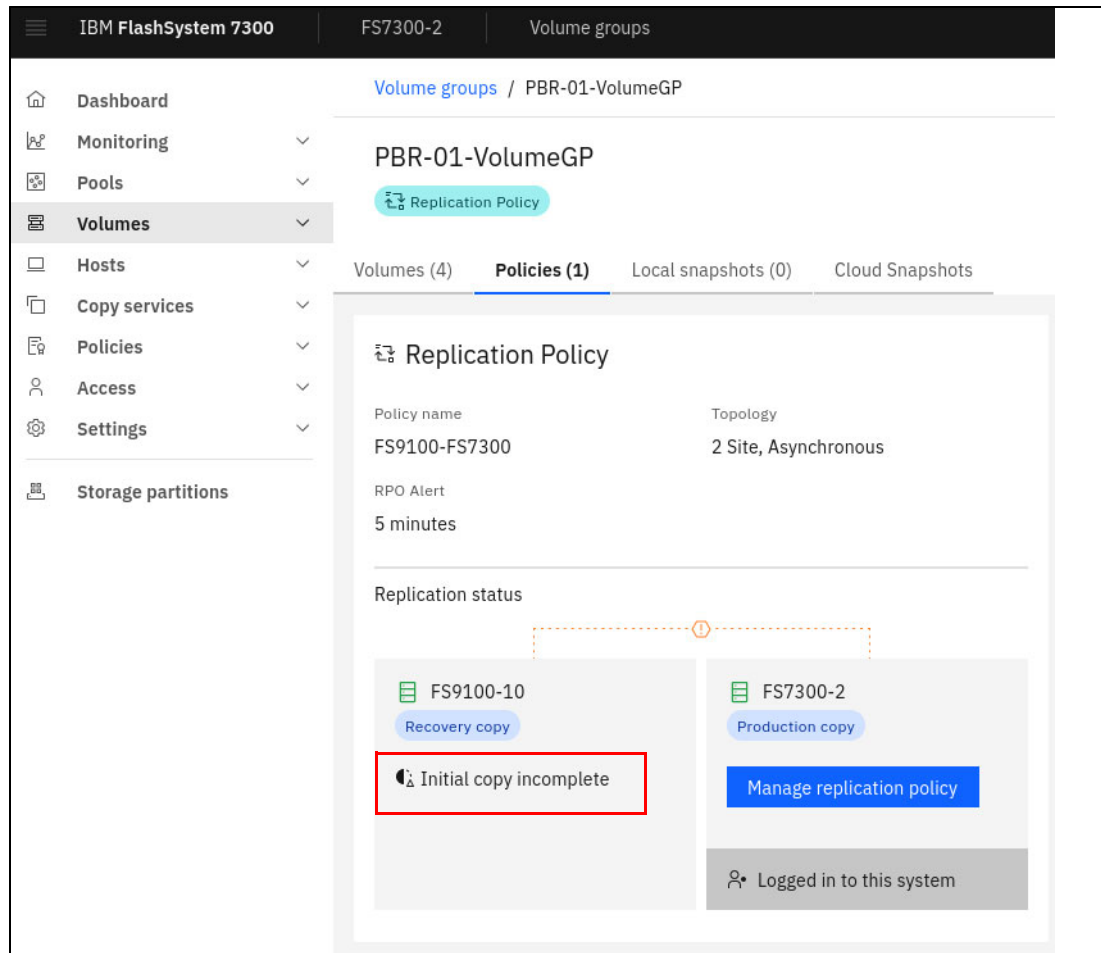 IBM FlashSystem 7300
FS7300-2
Volume groups
Dashboard
Monitoring
Pools
Volumes
Hosts
Copy services
Policies
Access
Settings
Storage partitions
Volume groups / PBR-01-VolumeGP
PBR-01-VolumeGP
Replication Policy
Volumes (4)
Policies (1)
Local snapshots (0)
Cloud Snapshots
Replication Policy
Policy name
FS9100-FS7300
Topology
2 Site, Asynchronous
RPO Alert
5 minutes
Replication status
FS9100-10
Recovery copy
Initial copy incomplete
FS7300-2
Production copy
Manage replication policy
Logged in to this system